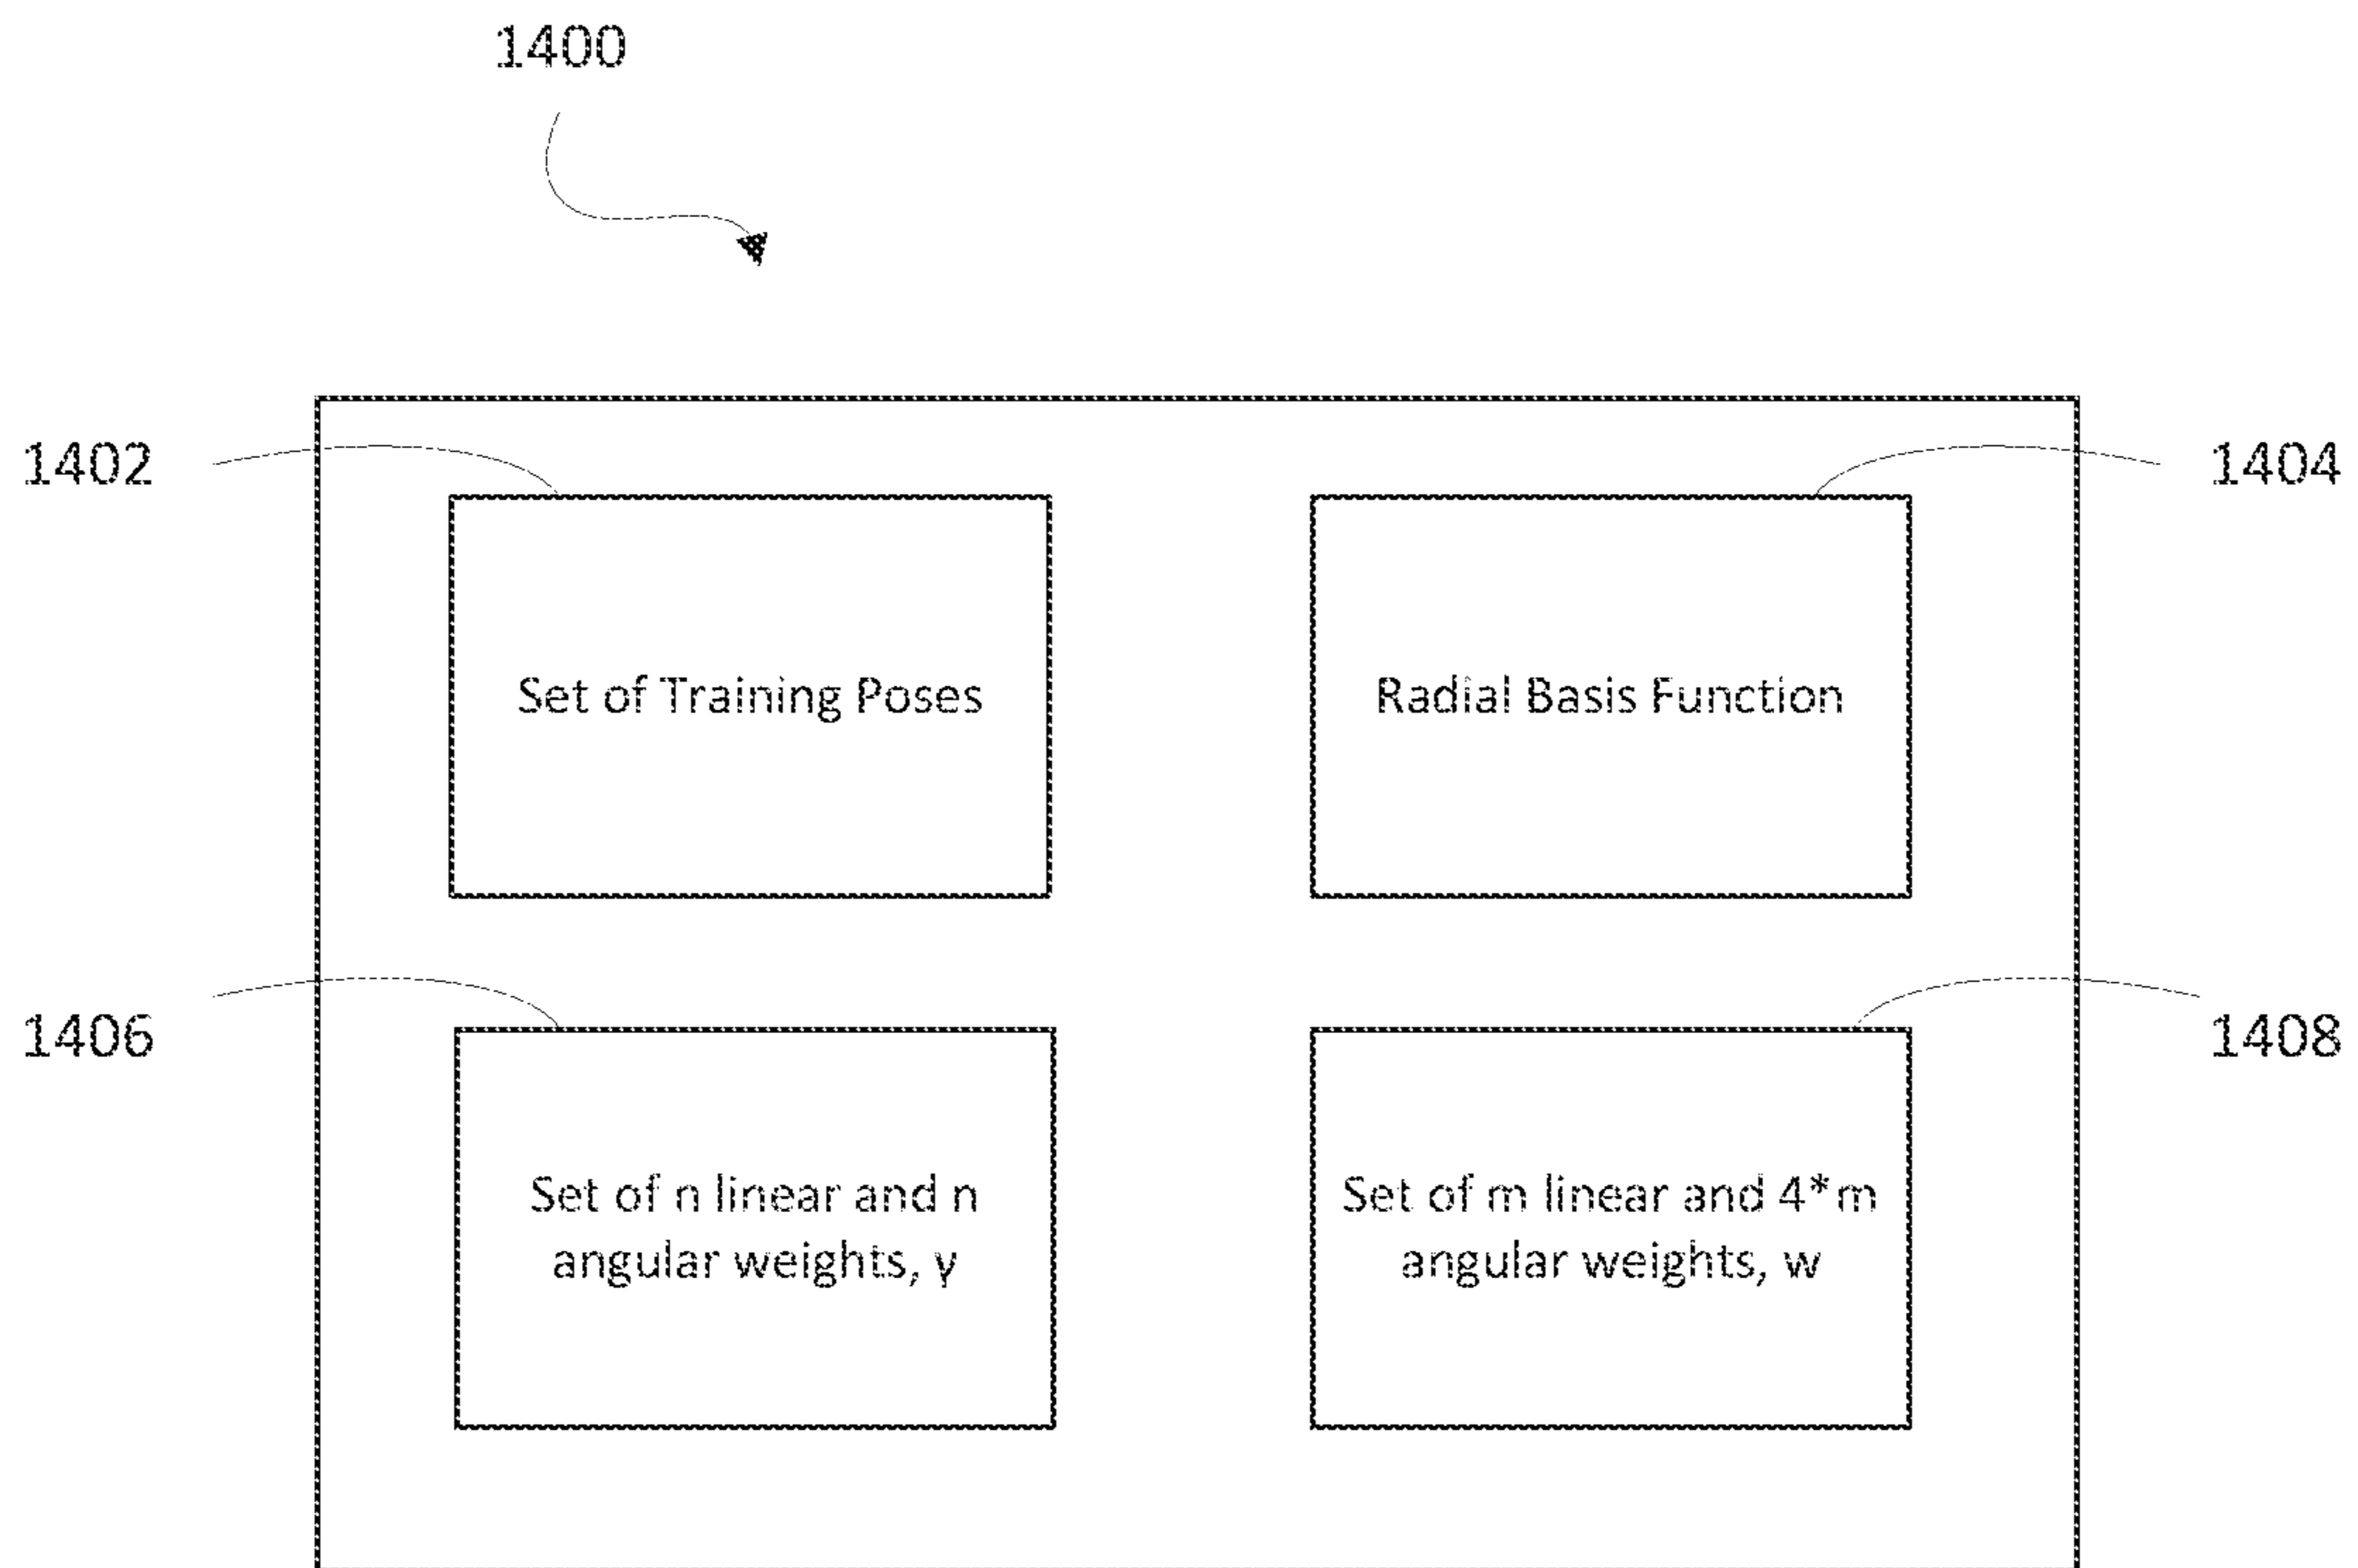 1400
1402
1404
Set of Training Poses
Radial Basis Function
1406
1408
Set of n linear and n
angular weights, γ
Set of m linear and 4*m
angular weights, w